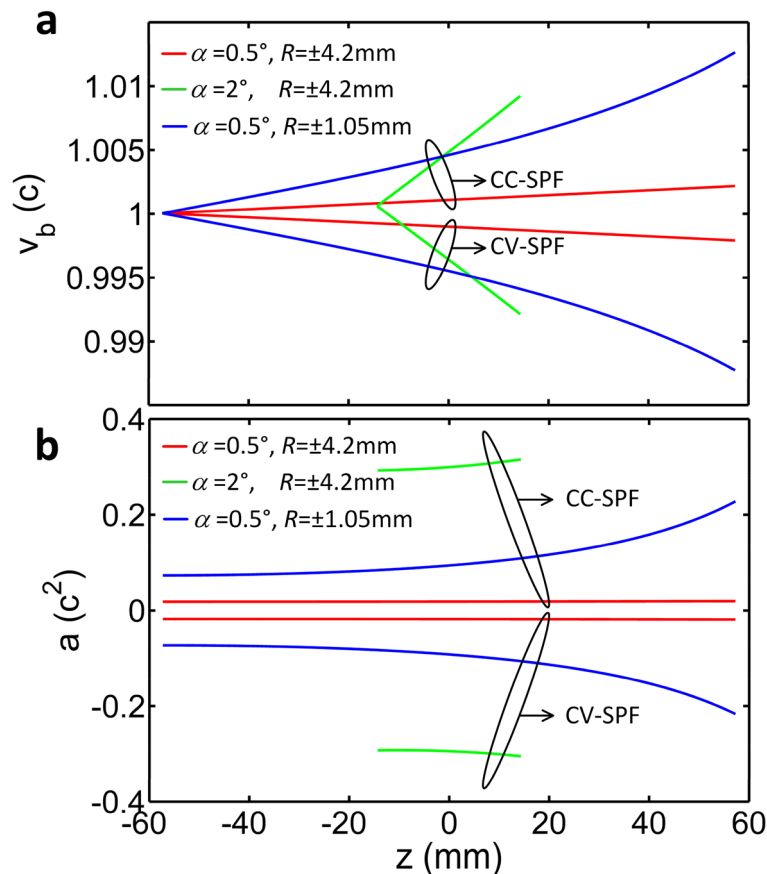 a
α=0.5°, R=±4.2mm
α=2°, R=±4.2mm
α=0.5°, R=±1.05mm
1.01
1.005
1
0.995
0.99
v_b (c)
CC-SPF
CV-SPF
b
α=0.5°, R=±4.2mm
α=2°, R=±4.2mm
α=0.5°, R=±1.05mm
0.4
0.2
0
-0.2
-0.4
a (c²)
CC-SPF
CV-SPF
-60 -40 -20 0 20 40 60
z (mm)